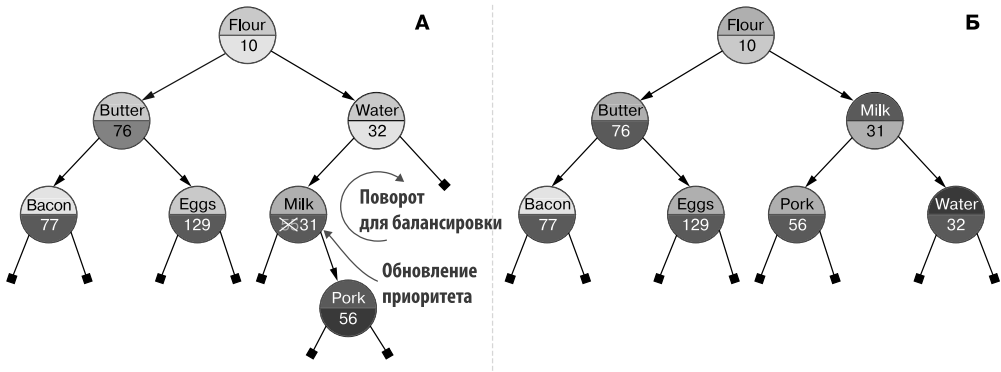 А
Flour
10
Butter
76
Water
32
Bacon
77
Eggs
129
Milk
31
Поворот
для балансировки
Обновление
приоритета
Pork
56
Б
Flour
10
Butter
76
Milk
31
Bacon
77
Eggs
129
Pork
56
Water
32